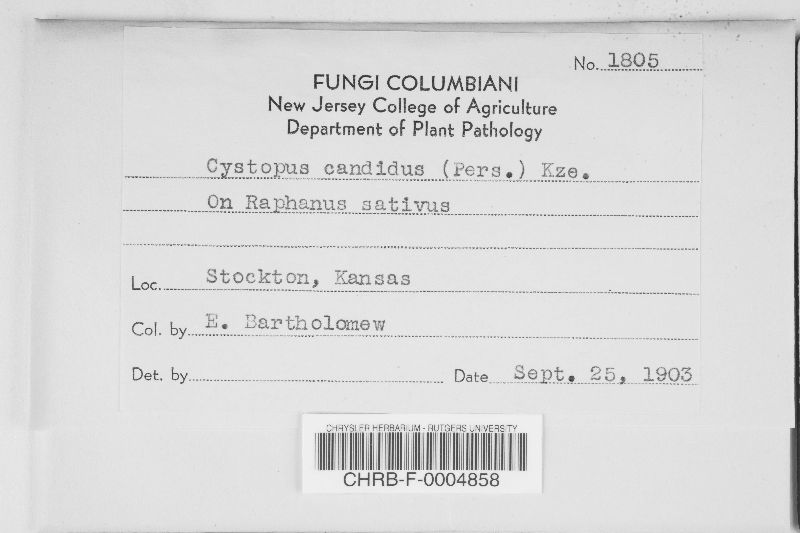 No. 1805
FUNGI COLUMBIANI
New Jersey College of Agriculture
Department of Plant Pathology
Cystopus candidus (Pers.) Kze.
On Raphanus sativus
Loc. Stockton, Kansas
Col. by E. Bartholomew
Det. by Date Sept. 25, 1903
CHRYSLER HERBARIUM - RUTGERS UNIVERSITY
CHRB-F-0004858